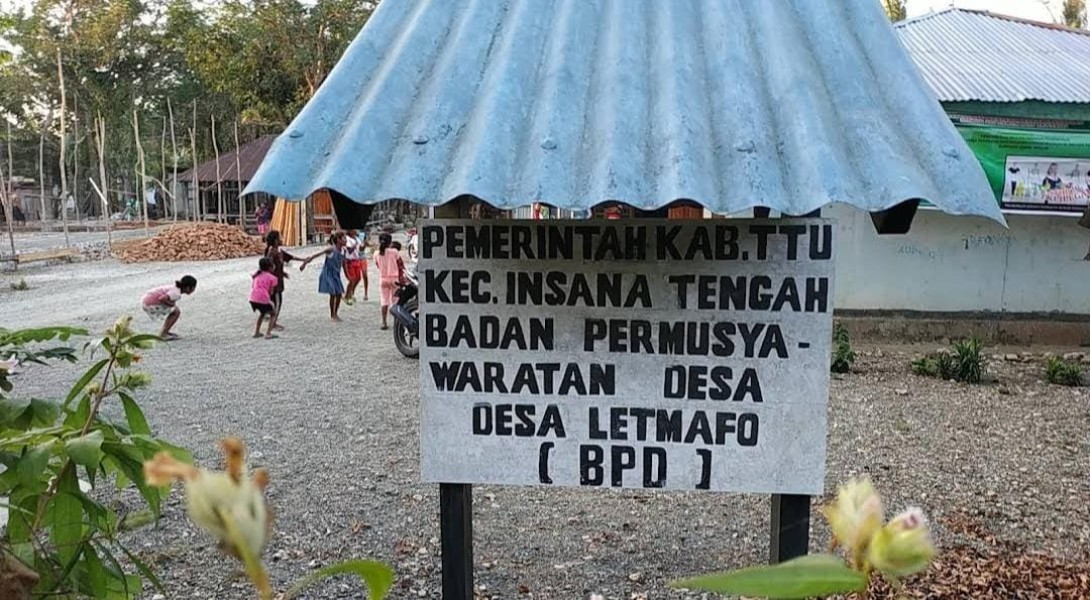 PEMERINTAH KAB. TTU
KEC. INSANA TENGAH
BADAN PERMUSYA-
WARATAN DESA
DESA LETMAFO
( BPD )